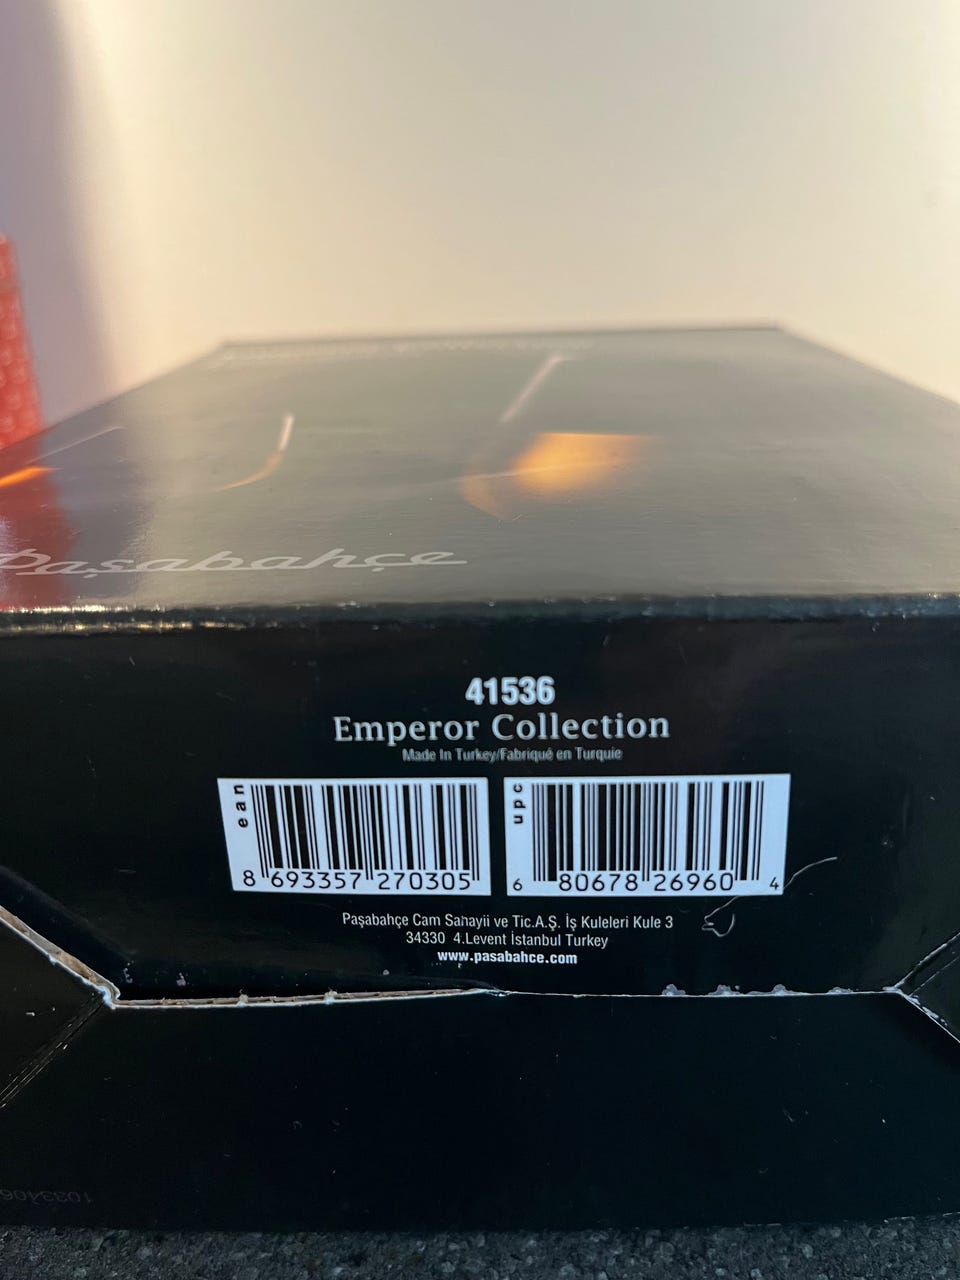 Paşabahçe
41536
Emperor Collection
Made In Turkey/Fabriqué en Turquie
ean
8 693357 270305
upc
6 80678 26960 4
Paşabahçe Cam Sahayii ve Tic.A.Ş. İş Kuleleri Kule 3
34330 4.Levent İstanbul Turkey
www.pasabahce.com